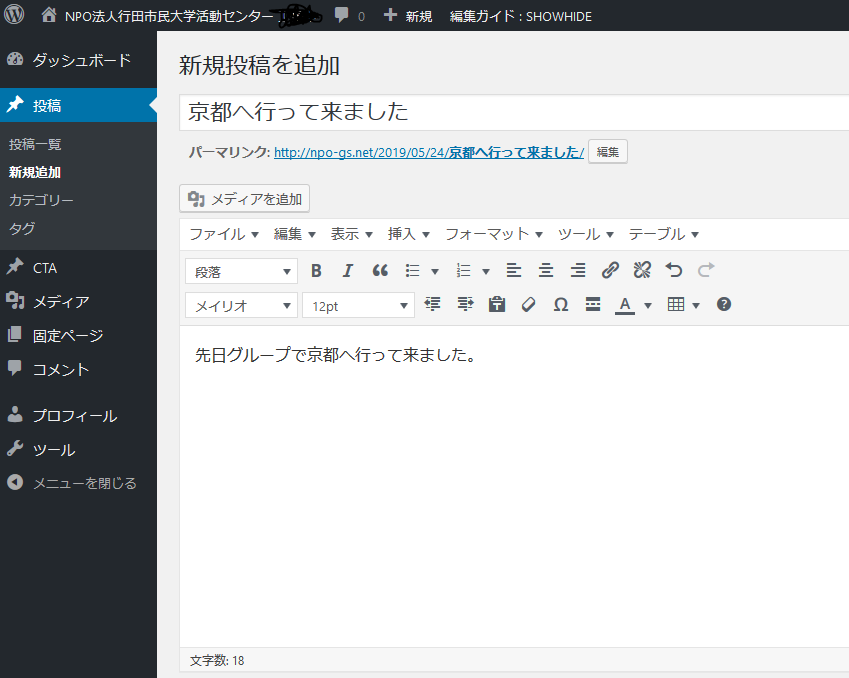 NPO法人行田市民大学活動センター 0 新規 編集ガイド : SHOWHIDE
ダッシュボード
投稿
投稿一覧
新規追加
カテゴリー
タグ
CTA
メディア
固定ページ
コメント
プロフィール
ツール
メニューを閉じる
新規投稿を追加
京都へ行って来ました
パーマリンク: http://npo-gs.net/2019/05/24/京都へ行って来ました/ 編集
メディアを追加
ファイル 編集 表示 挿入 フォーマット ツール テーブル
段落 B I
メイリオ 12pt Ω A
先日グループで京都へ行って来ました。
文字数: 18